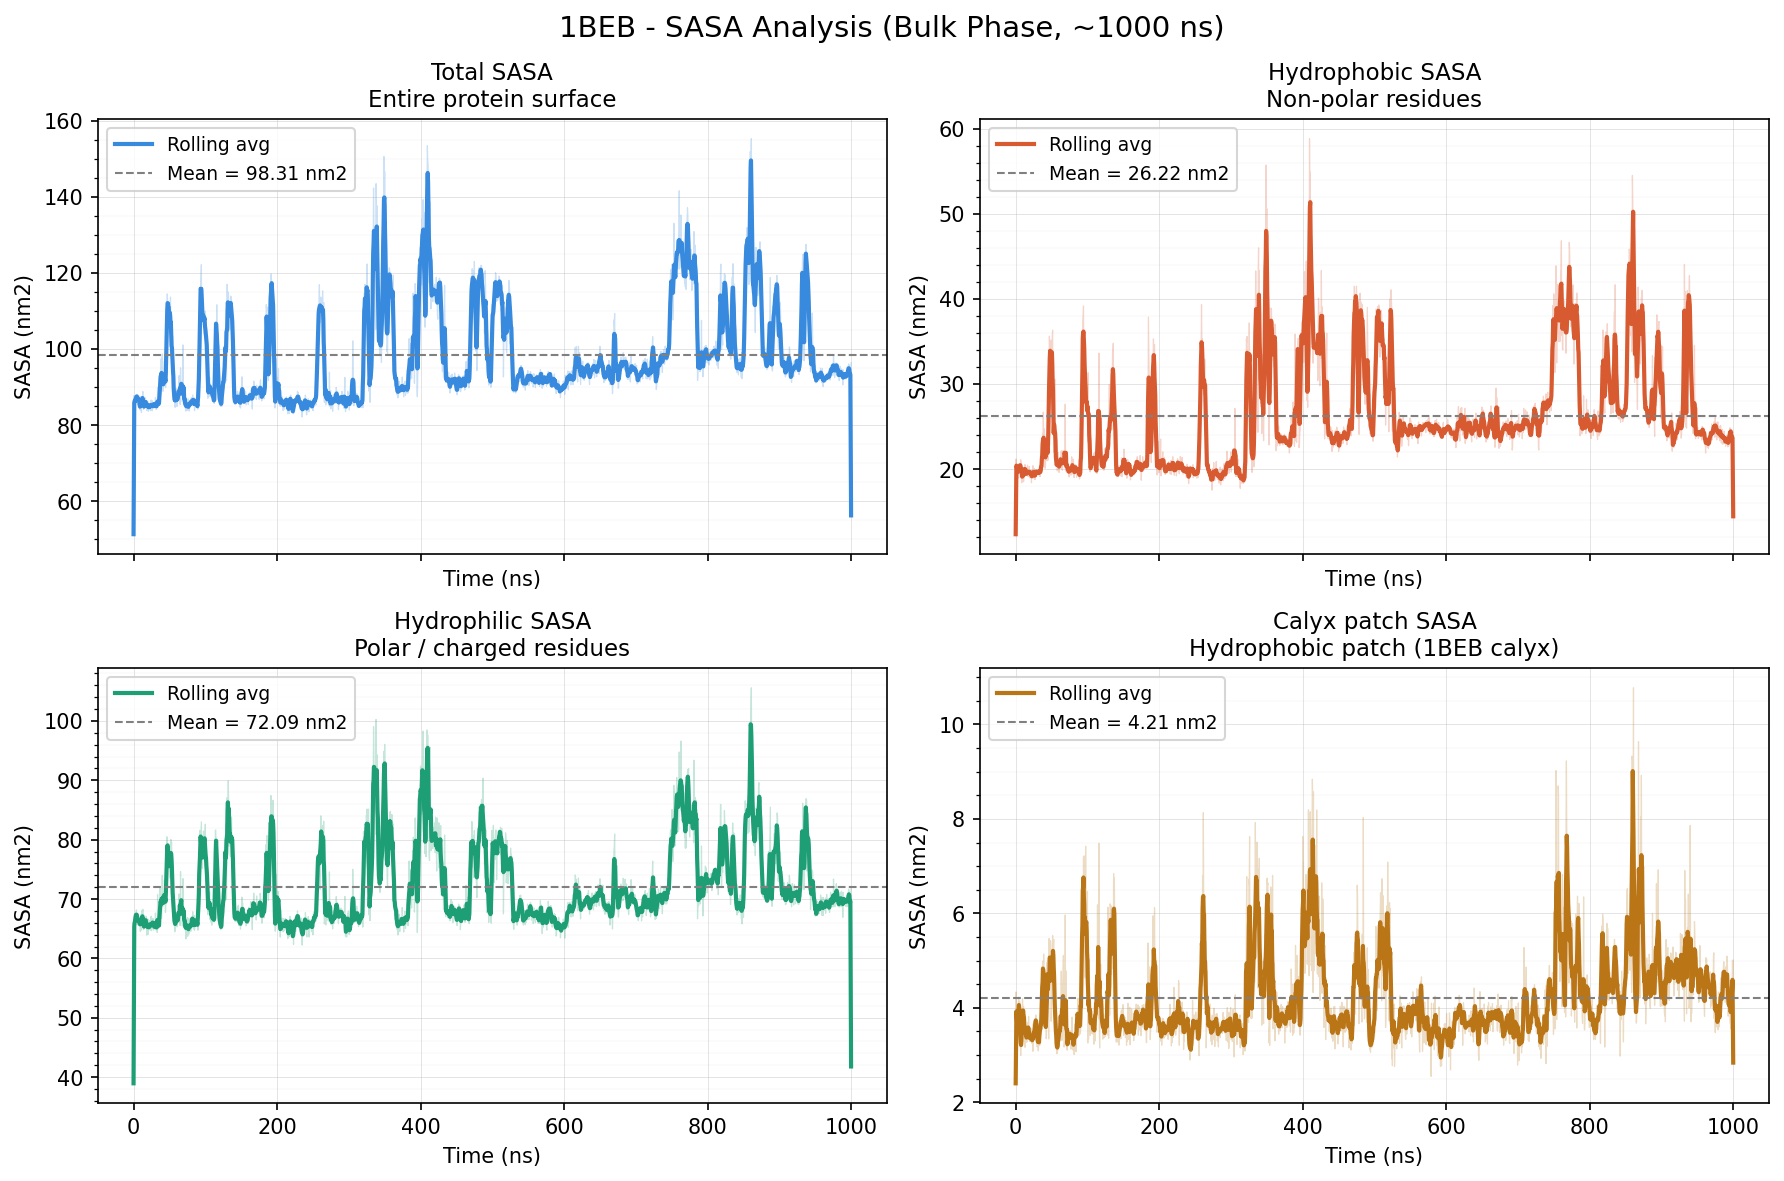 1BEB - SASA Analysis (Bulk Phase, ~1000 ns)
Total SASA
Entire protein surface
SASA (nm2)
160
140
120
100
80
60
Rolling avg
Mean = 98.31 nm2
Time (ns)
Hydrophobic SASA
Non-polar residues
SASA (nm2)
60
50
40
30
20
Rolling avg
Mean = 26.22 nm2
Time (ns)
Hydrophilic SASA
Polar / charged residues
SASA (nm2)
100
90
80
70
60
50
40
Rolling avg
Mean = 72.09 nm2
0 200 400 600 800 1000
Time (ns)
Calyx patch SASA
Hydrophobic patch (1BEB calyx)
SASA (nm2)
10
8
6
4
2
Rolling avg
Mean = 4.21 nm2
0 200 400 600 800 1000
Time (ns)